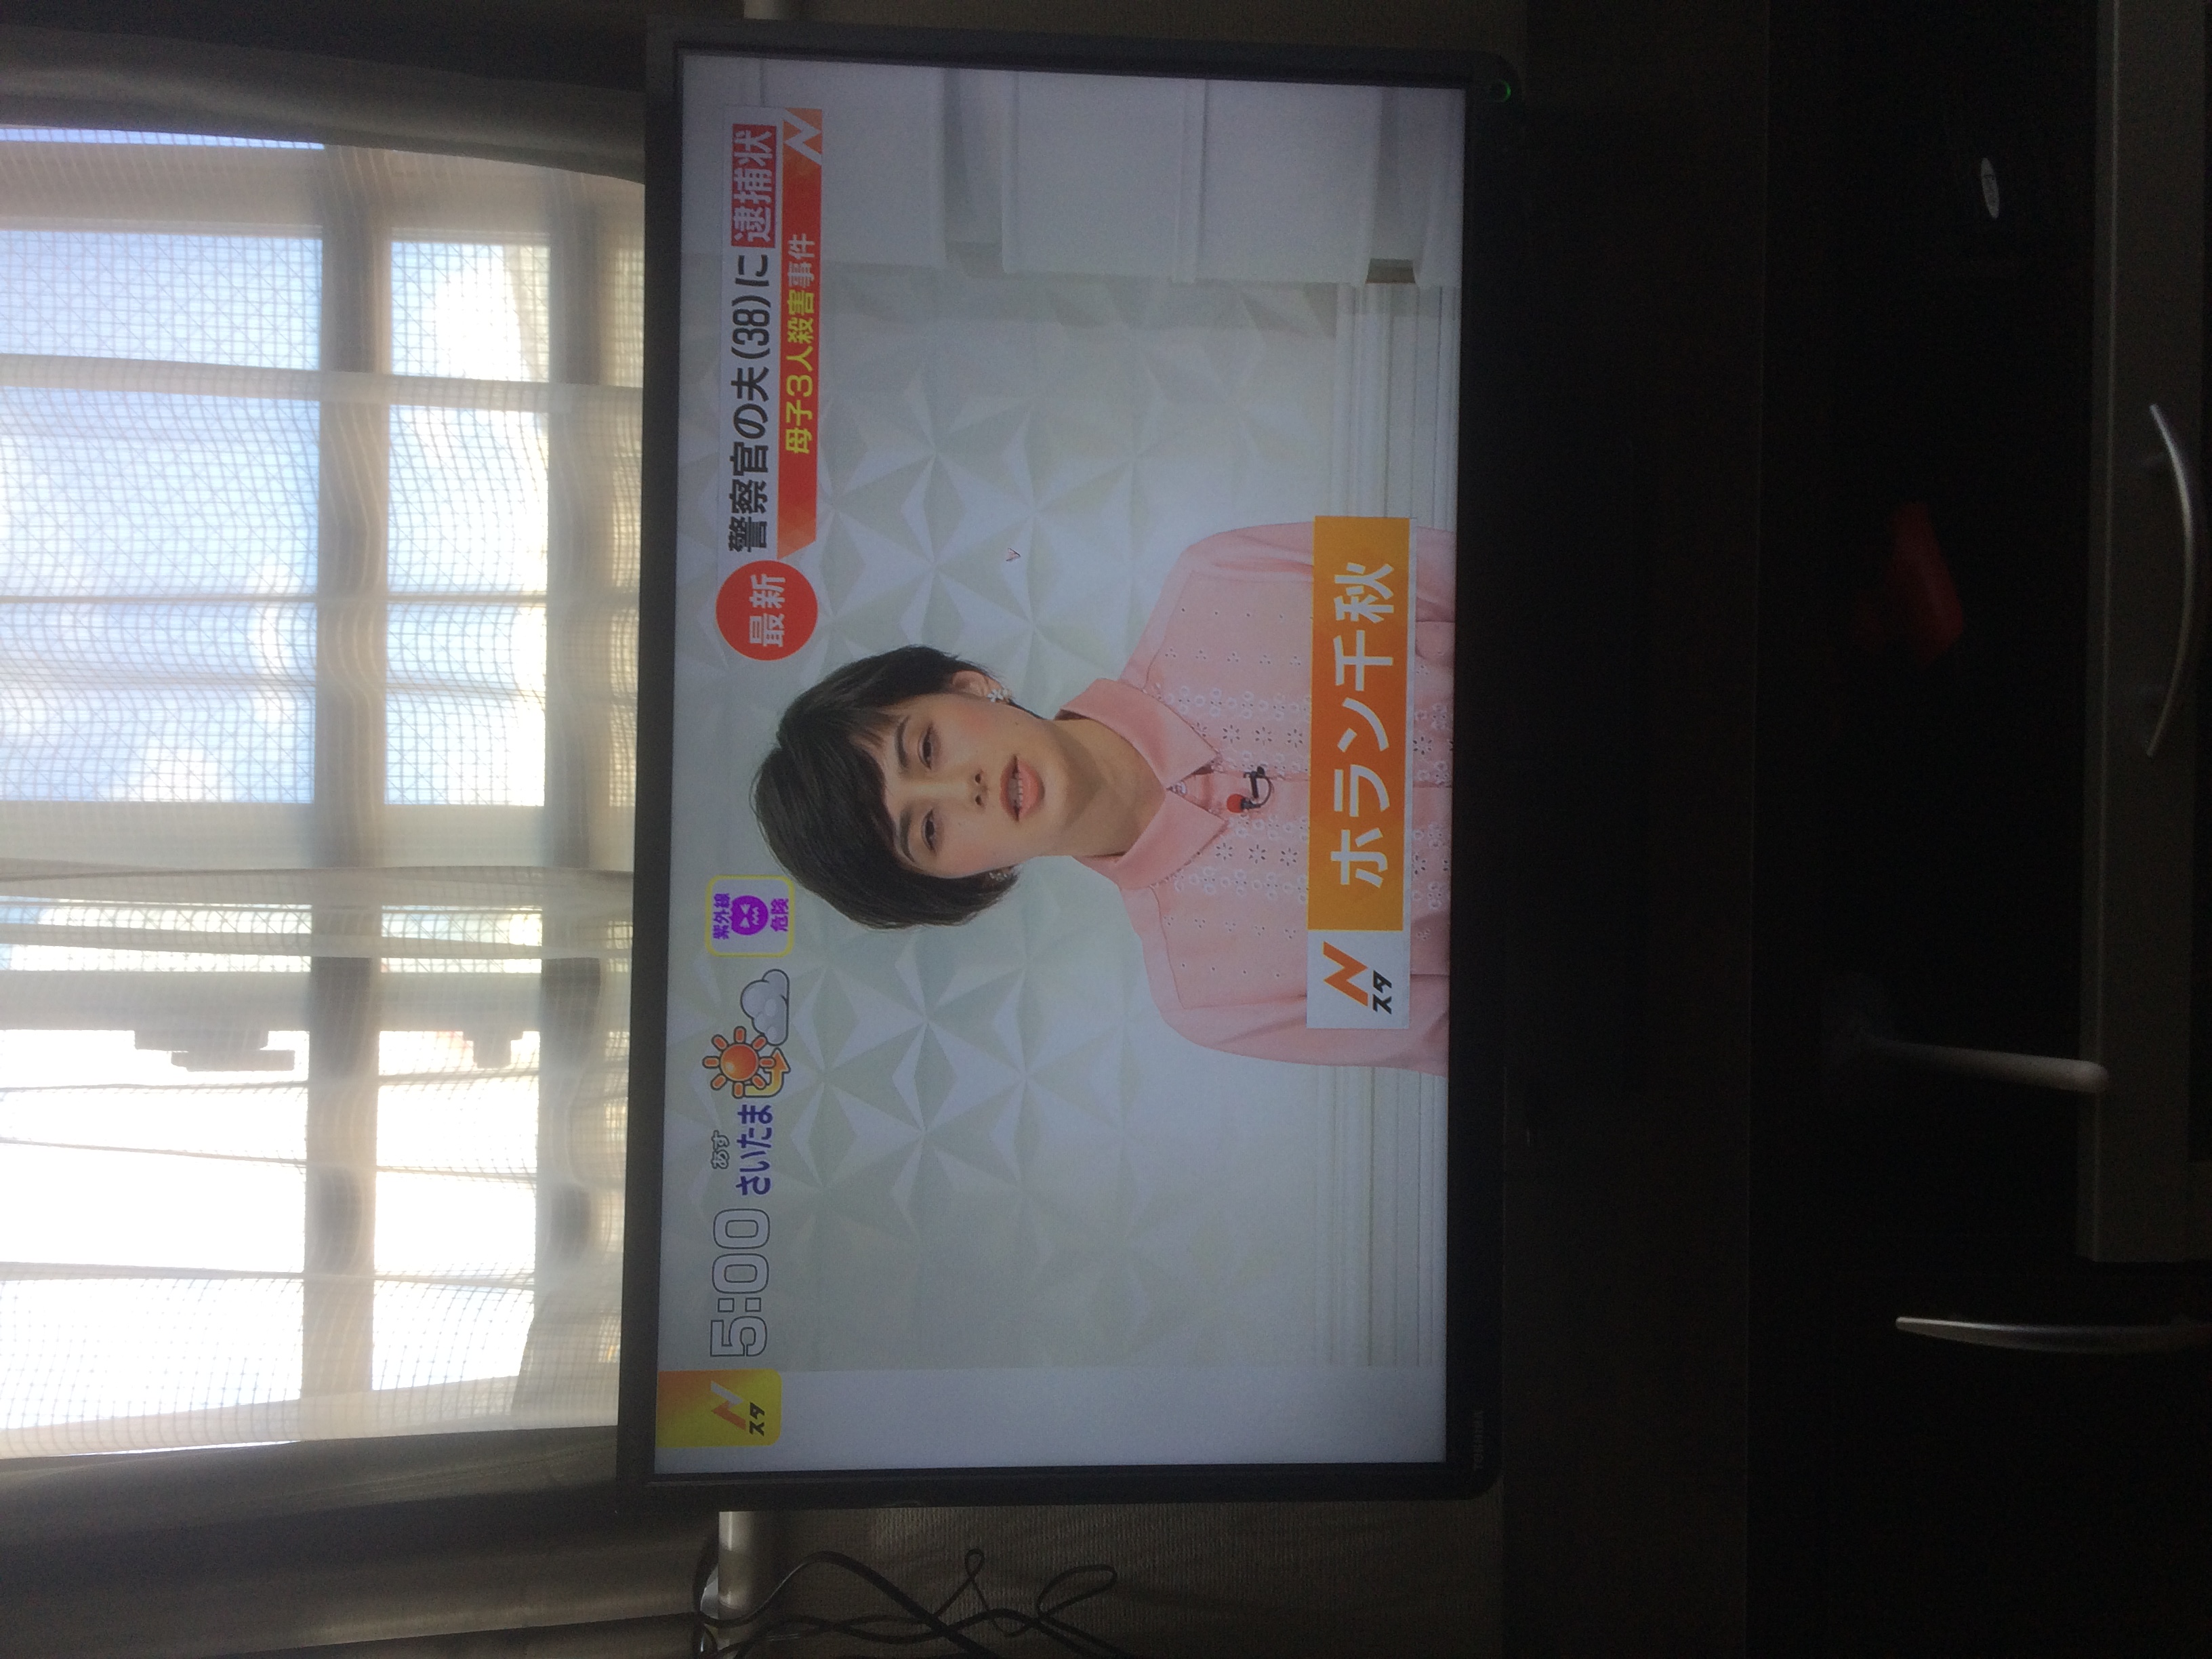 Nスタ
5:00
あす
さいたま
紫外線
危険
最新
警察官の夫(38)に逮捕状
母子3人殺害事件
N
Nスタ
ホラン千秋
TOSHIBA